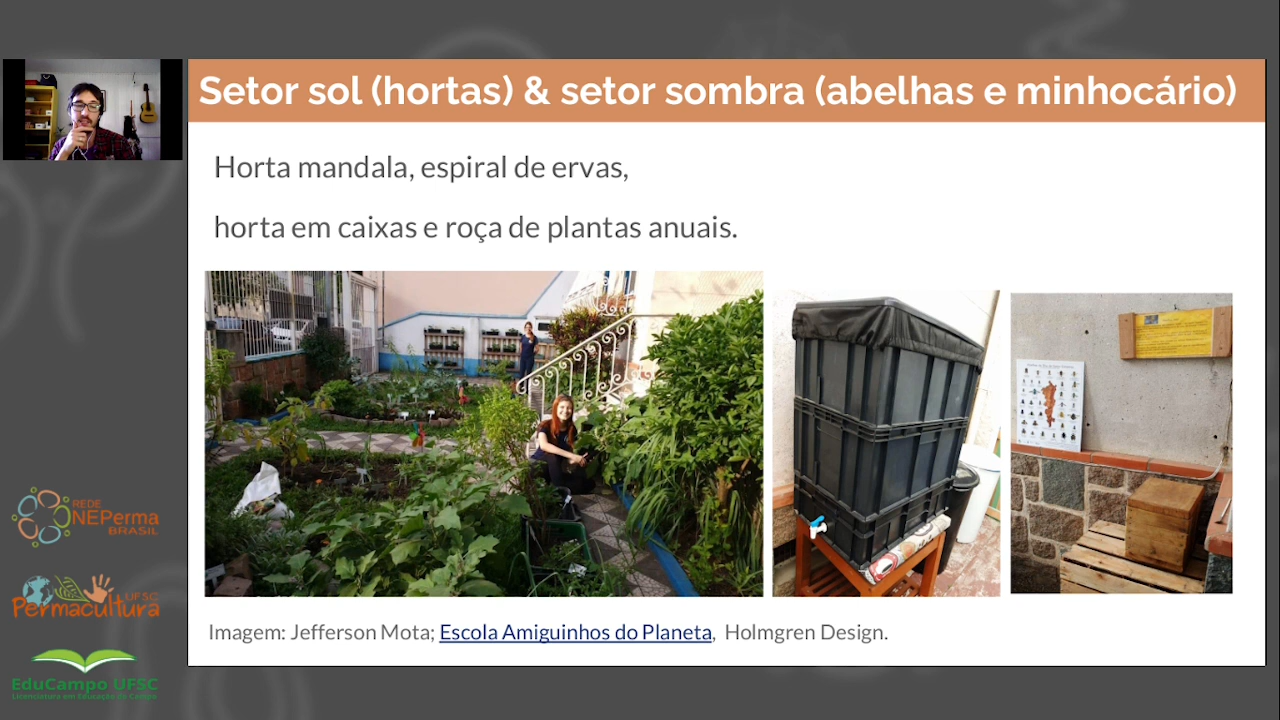 Setor sol (hortas) & setor sombra (abelhas e minhocário)
Horta mandala, espiral de ervas,
horta em caixas e roça de plantas anuais.
Imagem: Jefferson Mota; Escola Amiguinhos do Planeta, Holmgren Design.
REDE
NEPerma
BRASIL
UFSC
Permacultura
EduCampo UFSC
Licenciatura em Educação do Campo